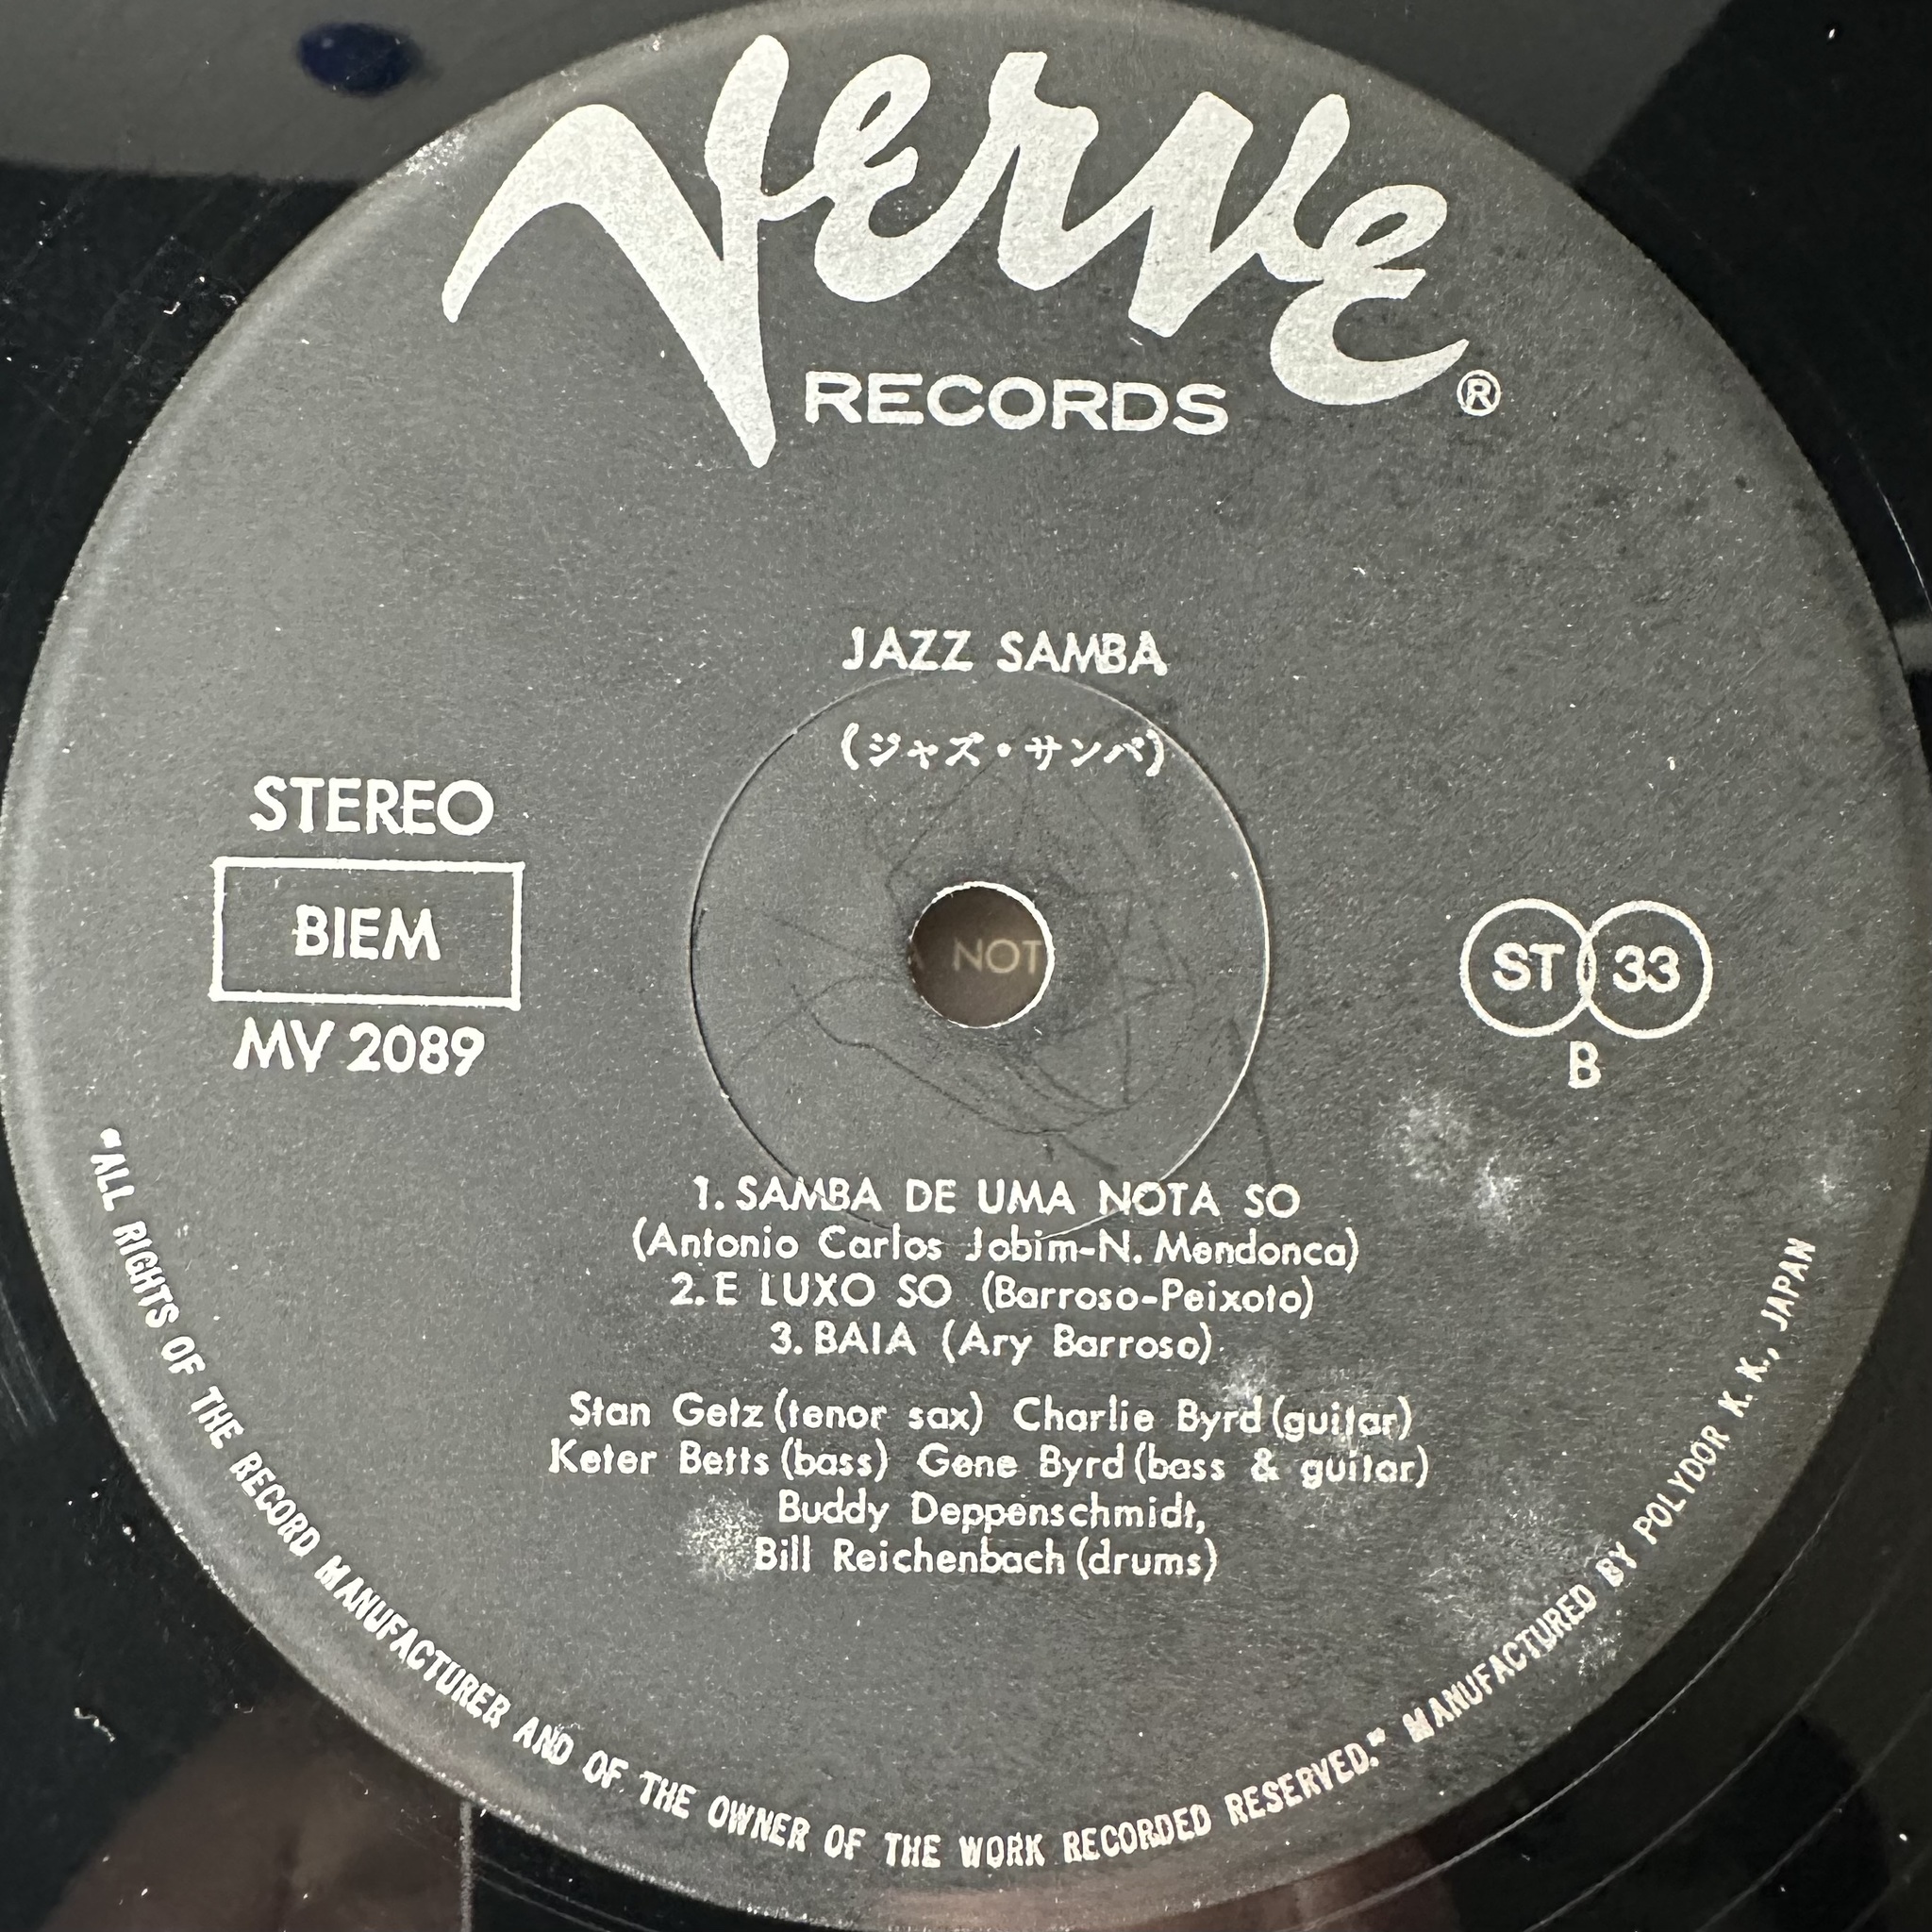 Verve
RECORDS ®
JAZZ SAMBA
(ジャズ・サンバ)
STEREO
BIEM
MV 2089
NOT
ST 33
B
1. SAMBA DE UMA NOTA SO
(Antonio Carlos Jobim-N. Mendonca)
2. E LUXO SO (Barroso-Peixoto)
3. BAIA (Ary Barroso)
Stan Getz (tenor sax) Charlie Byrd (guitar)
Keter Betts (bass) Gene Byrd (bass & guitar)
Buddy Deppenschmidt,
Bill Reichenbach (drums)
"ALL RIGHTS OF THE RECORD MANUFACTURER AND OF THE OWNER OF THE WORK RECORDED RESERVED." MANUFACTURED BY POLYDOR K. K., JAPAN